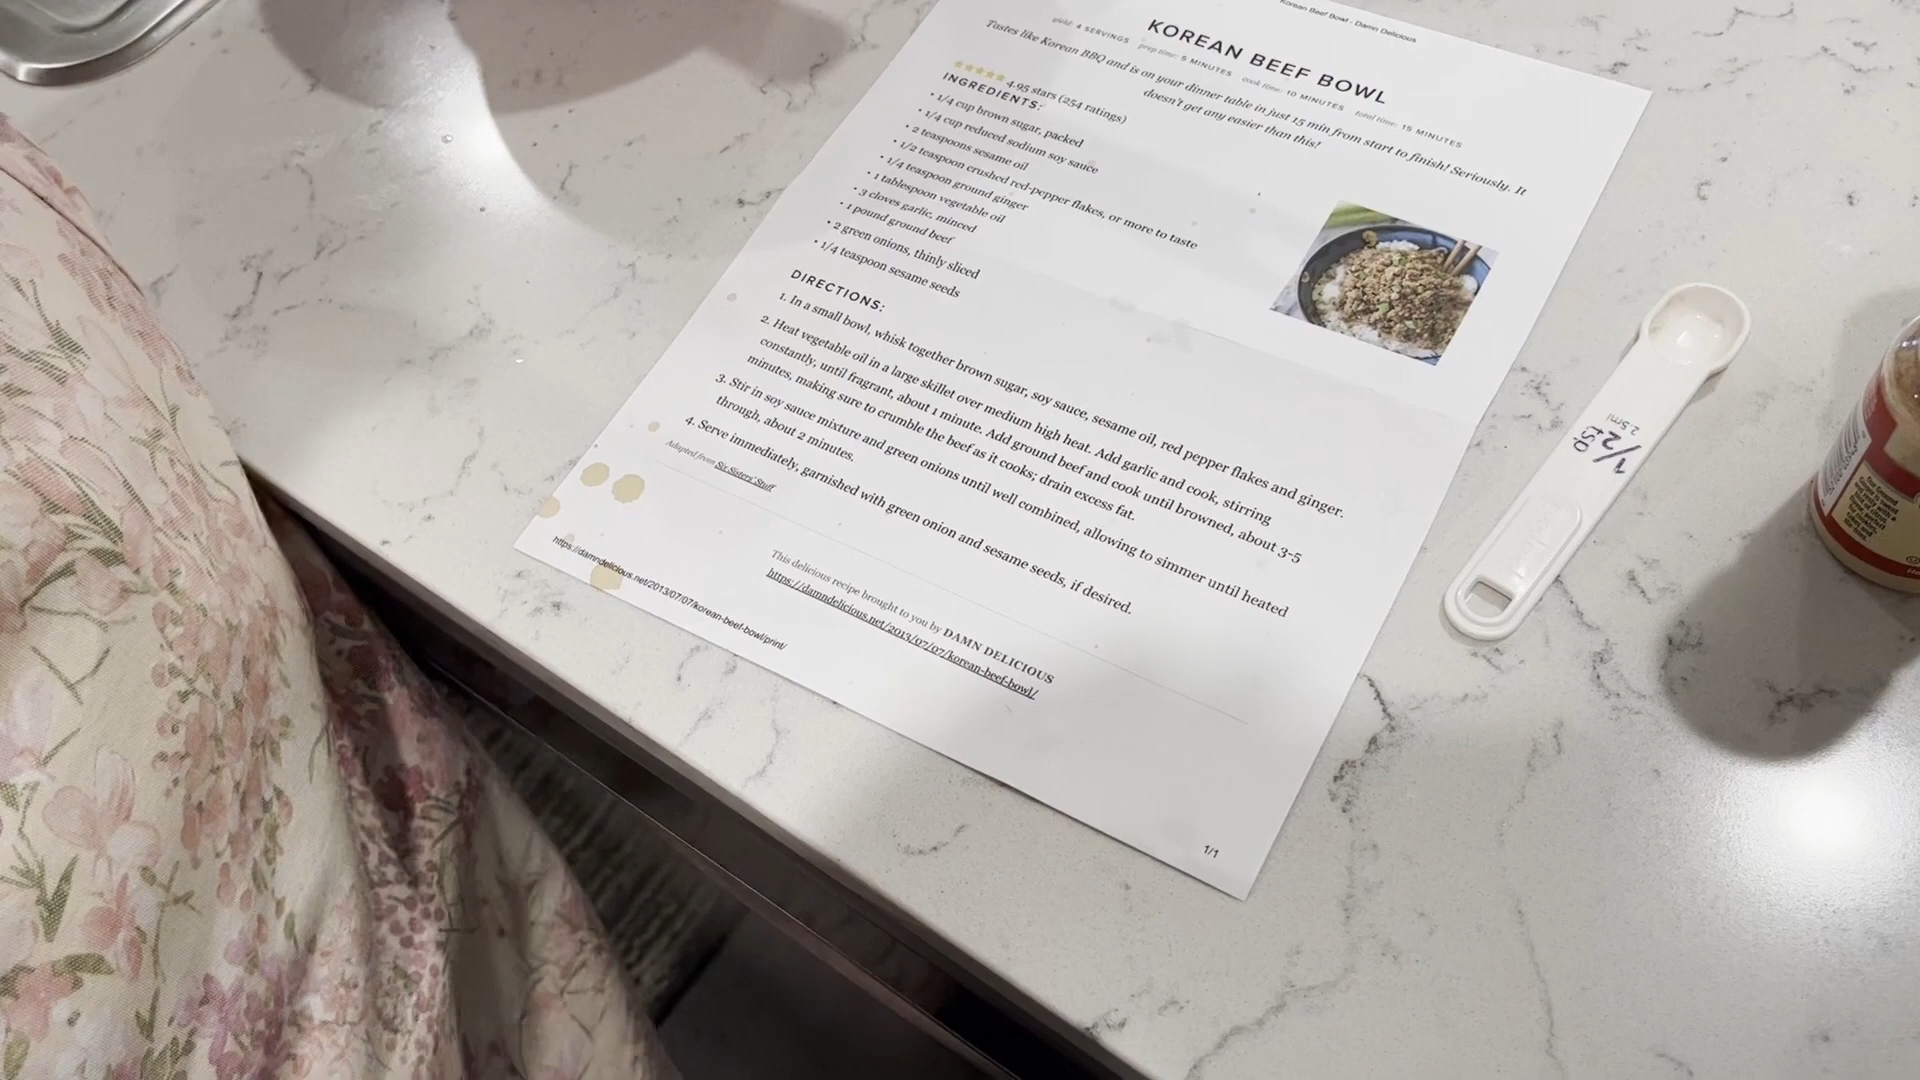 Korean Beef Bowl - Damn Delicious
KOREAN BEEF BOWL
yield: 4 SERVINGS prep time: 5 MINUTES cook time: 10 MINUTES total time: 15 MINUTES
Tastes like Korean BBQ and is on your dinner table in just 15 min from start to finish! Seriously. It
doesn't get any easier than this!
4.95 stars (254 ratings)
INGREDIENTS:
• 1/4 cup brown sugar, packed
• 1/4 cup reduced sodium soy sauce
• 2 teaspoons sesame oil
• 1/2 teaspoon crushed red-pepper flakes, or more to taste
• 1/4 teaspoon ground ginger
• 1 tablespoon vegetable oil
• 3 cloves garlic, minced
• 1 pound ground beef
• 2 green onions, thinly sliced
• 1/4 teaspoon sesame seeds
DIRECTIONS:
1. In a small bowl, whisk together brown sugar, soy sauce, sesame oil, red pepper flakes and ginger.
2. Heat vegetable oil in a large skillet over medium high heat. Add garlic and cook, stirring
constantly, until fragrant, about 1 minute. Add ground beef and cook until browned, about 3-5
minutes, making sure to crumble the beef as it cooks; drain excess fat.
3. Stir in soy sauce mixture and green onions until well combined, allowing to simmer until heated
through, about 2 minutes.
4. Serve immediately, garnished with green onion and sesame seeds, if desired.
Adapted from Six Sisters' Stuff
This delicious recipe brought to you by DAMN DELICIOUS
https://damndelicious.net/2013/07/07/korean-beef-bowl/
https://damndelicious.net/2013/07/07/korean-beef-bowl/print/
1/1
1/2
TSP
2.5ml